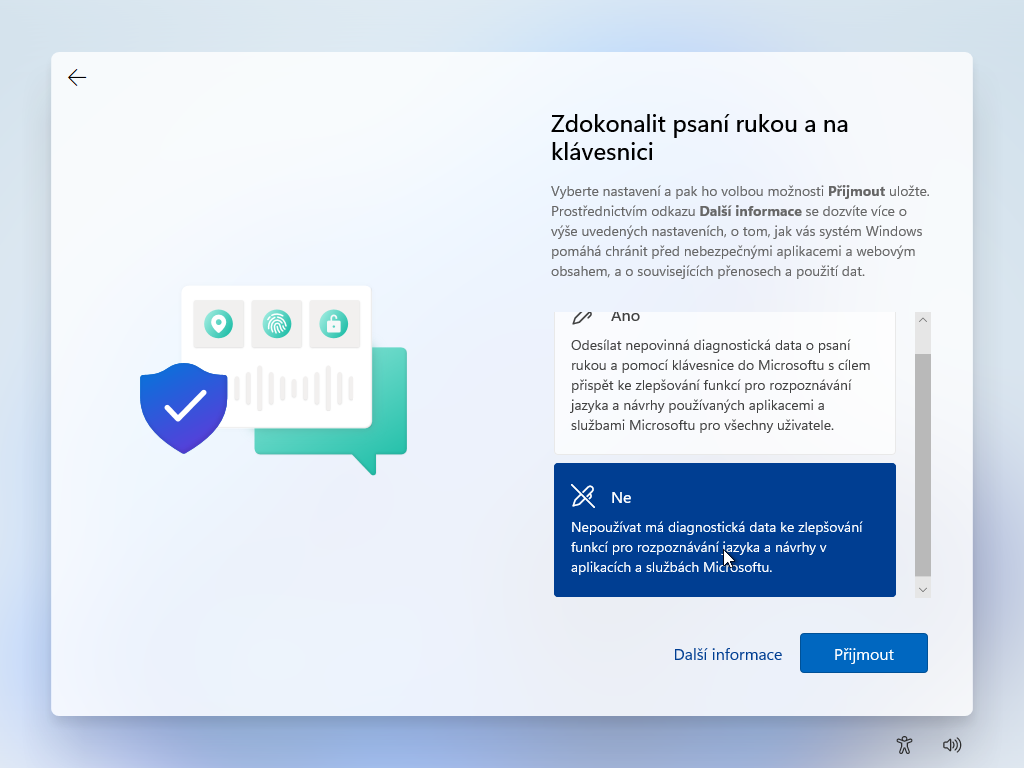 Zdokonalit psaní rukou a na
klávesnici
Vyberte nastavení a pak ho volbou možnosti Přijmout uložte.
Prostřednictvím odkazu Další informace se dozvíte více o
výše uvedených nastaveních, o tom, jak vás systém Windows
pomáhá chránit před nebezpečnými aplikacemi a webovým
obsahem, a o souvisejících přenosech a použití dat.
Ano
Odesílat nepovinná diagnostická data o psaní
rukou a pomocí klávesnice do Microsoftu s cílem
přispět ke zlepšování funkcí pro rozpoznávání
jazyka a návrhy používaných aplikacemi a
službami Microsoftu pro všechny uživatele.
Ne
Nepoužívat má diagnostická data ke zlepšování
funkcí pro rozpoznávání jazyka a návrhy v
aplikacích a službách Microsoftu.
Další informace
Přijmout